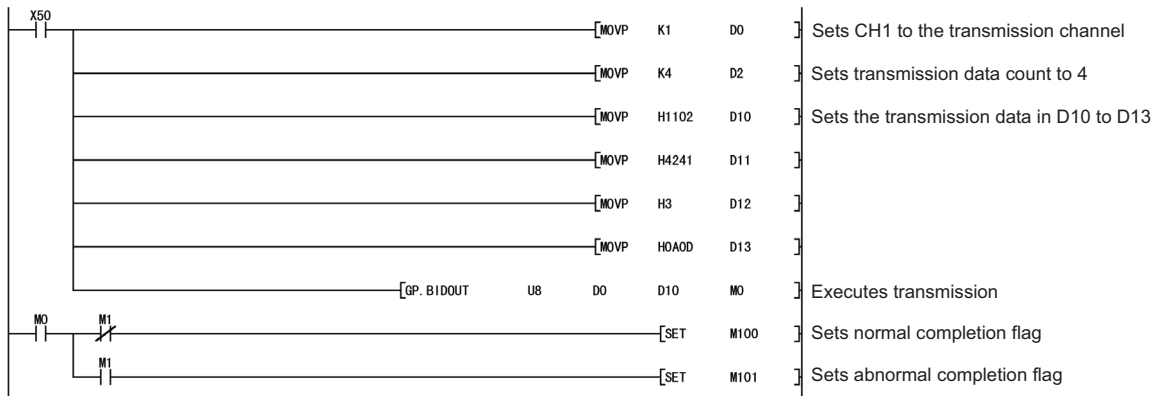 X50
MOVP K1 D0 Sets CH1 to the transmission channel
MOVP K4 D2 Sets transmission data count to 4
MOVP H1102 D10 Sets the transmission data in D10 to D13
MOVP H4241 D11
MOVP H3 D12
MOVP H0A0D D13
GP.BIDOUT U8 D0 D10 M0 Executes transmission
M0 M1
SET M100 Sets normal completion flag
M1
SET M101 Sets abnormal completion flag